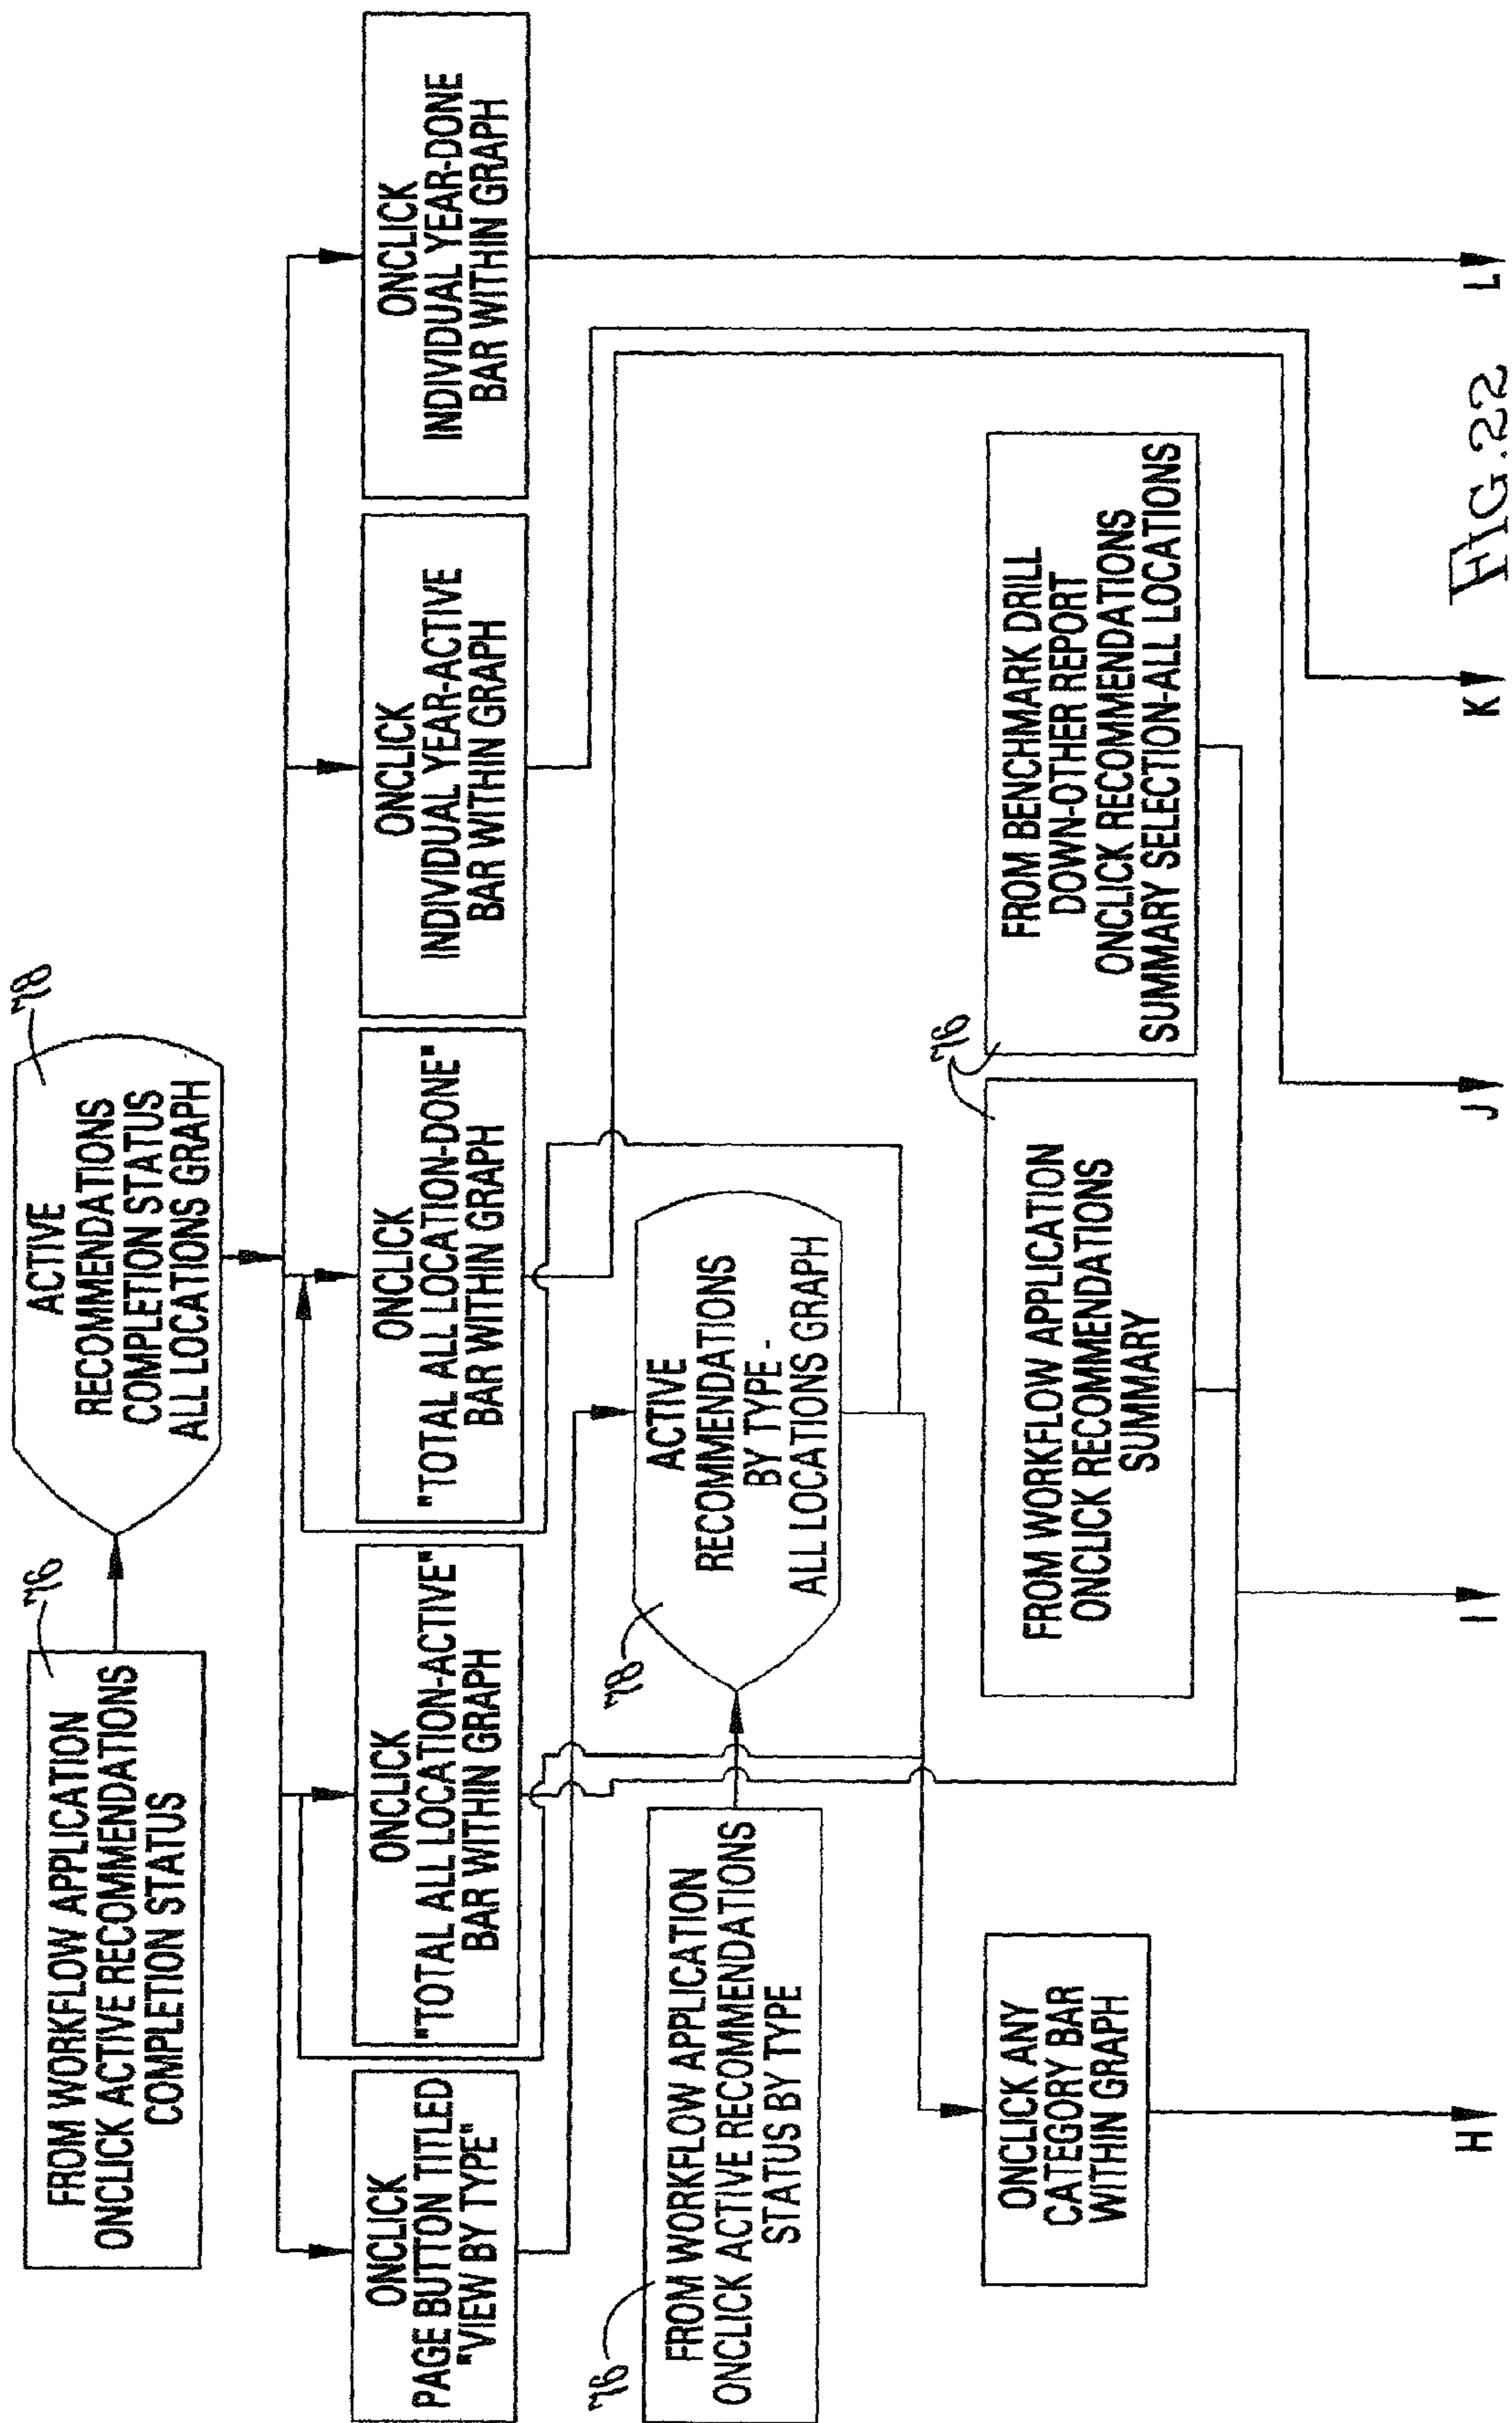 FROM WORKFLOW APPLICATION
ONCLICK ACTIVE RECOMMENDATIONS
COMPLETION STATUS
76
ACTIVE
RECOMMENDATIONS
COMPLETION STATUS
ALL LOCATIONS GRAPH
78
ONCLICK
PAGE BUTTON TITLED
"VIEW BY TYPE"
ONCLICK
"TOTAL ALL LOCATION-ACTIVE"
BAR WITHIN GRAPH
ONCLICK
"TOTAL ALL LOCATION-DONE"
BAR WITHIN GRAPH
ONCLICK
INDIVIDUAL YEAR-ACTIVE
BAR WITHIN GRAPH
ONCLICK
INDIVIDUAL YEAR-DONE
BAR WITHIN GRAPH
76
FROM WORKFLOW APPLICATION
ONCLICK ACTIVE RECOMMENDATIONS
STATUS BY TYPE
78
ACTIVE
RECOMMENDATIONS
BY TYPE -
ALL LOCATIONS GRAPH
ONCLICK ANY
CATEGORY BAR
WITHIN GRAPH
FROM WORKFLOW APPLICATION
ONCLICK RECOMMENDATIONS
SUMMARY
76
FROM BENCHMARK DRILL
DOWN-OTHER REPORT
ONCLICK RECOMMENDATIONS
SUMMARY SELECTION-ALL LOCATIONS
H
I
J
K
L
FIG.22